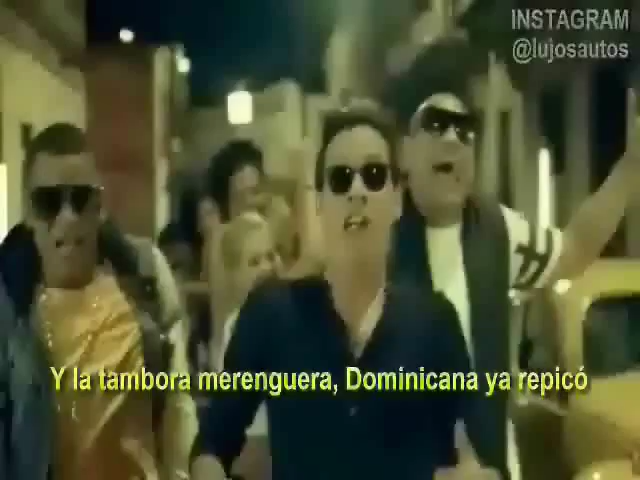 INSTAGRAM
@lujosautos
Y la tambora merenguera, Dominicana ya repicó